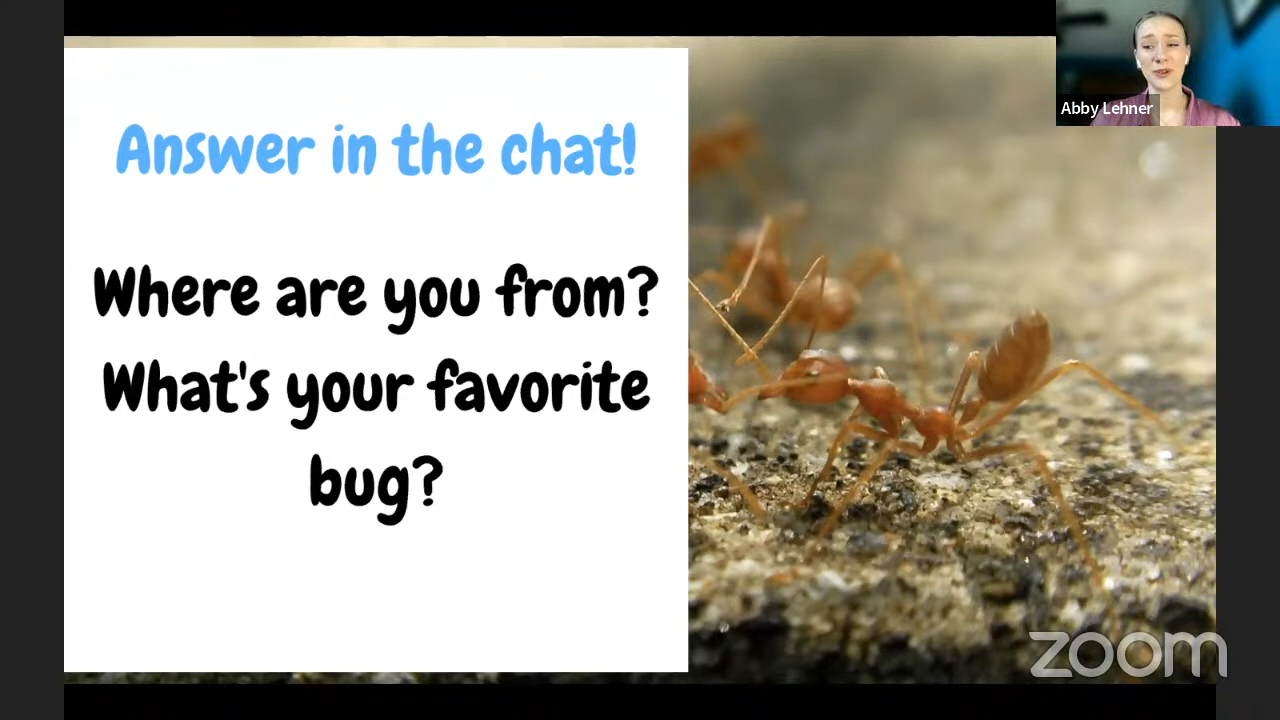 Answer in the chat!
Where are you from?
What's your favorite
bug?
Abby Lehner
zoom